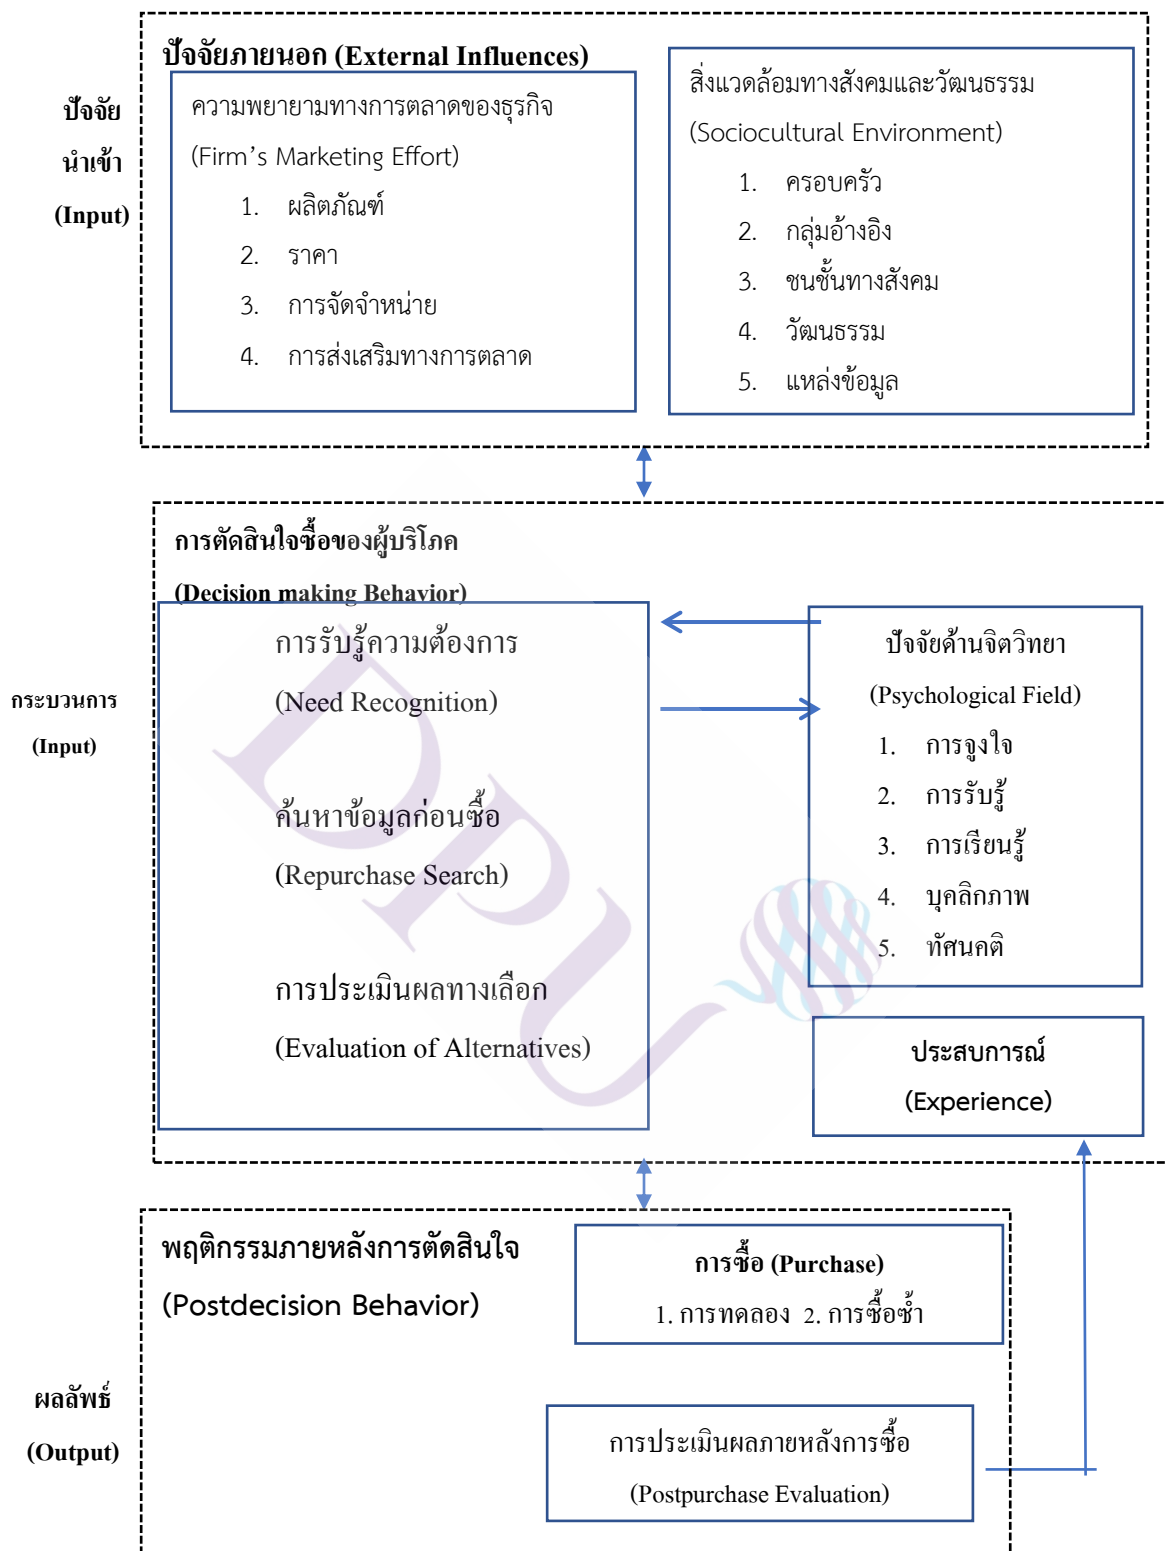 ปัจจัยภายนอก (External Influences)
ปัจจัย
นำเข้า
(Input)
ความพยายามทางการตลาดของธุรกิจ
(Firm’s Marketing Effort)
1. ผลิตภัณฑ์
2. ราคา
3. การจัดจำหน่าย
4. การส่งเสริมทางการตลาด
สิ่งแวดล้อมทางสังคมและวัฒนธรรม
(Sociocultural Environment)
1. ครอบครัว
2. กลุ่มอ้างอิง
3. ชนชั้นทางสังคม
4. วัฒนธรรม
5. แหล่งข้อมูล
การตัดสินใจซื้อของผู้บริโภค
(Decision making Behavior)
กระบวนการ
(Input)
การรับรู้ความต้องการ
(Need Recognition)
ค้นหาข้อมูลก่อนซื้อ
(Repurchase Search)
การประเมินผลทางเลือก
(Evaluation of Alternatives)
ปัจจัยด้านจิตวิทยา
(Psychological Field)
1. การจูงใจ
2. การรับรู้
3. การเรียนรู้
4. บุคลิกภาพ
5. ทัศนคติ
ประสบการณ์
(Experience)
DPU
พฤติกรรมภายหลังการตัดสินใจ
(Postdecision Behavior)
การซื้อ (Purchase)
1. การทดลอง 2. การซื้อซ้ำ
ผลลัพธ์
(Output)
การประเมินผลภายหลังการซื้อ
(Postpurchase Evaluation)